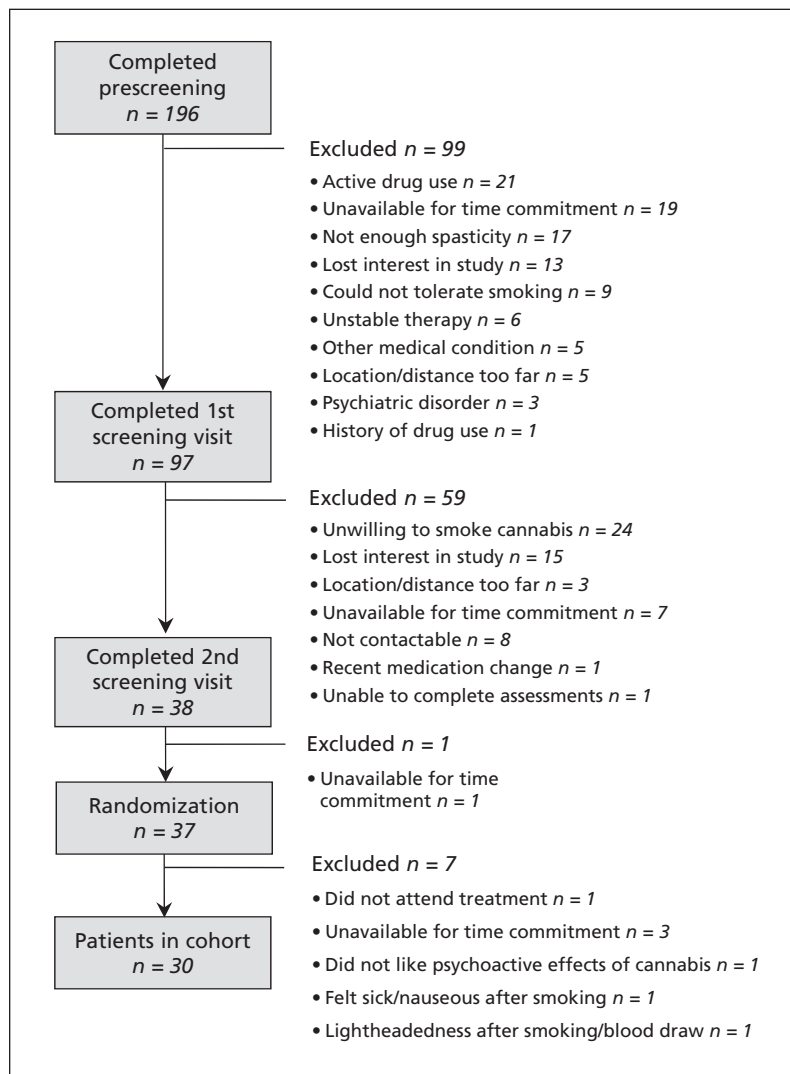 Completed
prescreening
n = 196
Excluded n = 99
• Active drug use n = 21
• Unavailable for time commitment n = 19
• Not enough spasticity n = 17
• Lost interest in study n = 13
• Could not tolerate smoking n = 9
• Unstable therapy n = 6
• Other medical condition n = 5
• Location/distance too far n = 5
• Psychiatric disorder n = 3
• History of drug use n = 1
Completed 1st
screening visit
n = 97
Excluded n = 59
• Unwilling to smoke cannabis n = 24
• Lost interest in study n = 15
• Location/distance too far n = 3
• Unavailable for time commitment n = 7
• Not contactable n = 8
• Recent medication change n = 1
• Unable to complete assessments n = 1
Completed 2nd
screening visit
n = 38
Excluded n = 1
• Unavailable for time
commitment n = 1
Randomization
n = 37
Excluded n = 7
• Did not attend treatment n = 1
• Unavailable for time commitment n = 3
• Did not like psychoactive effects of cannabis n = 1
• Felt sick/nauseous after smoking n = 1
• Lightheadedness after smoking/blood draw n = 1
Patients in cohort
n = 30